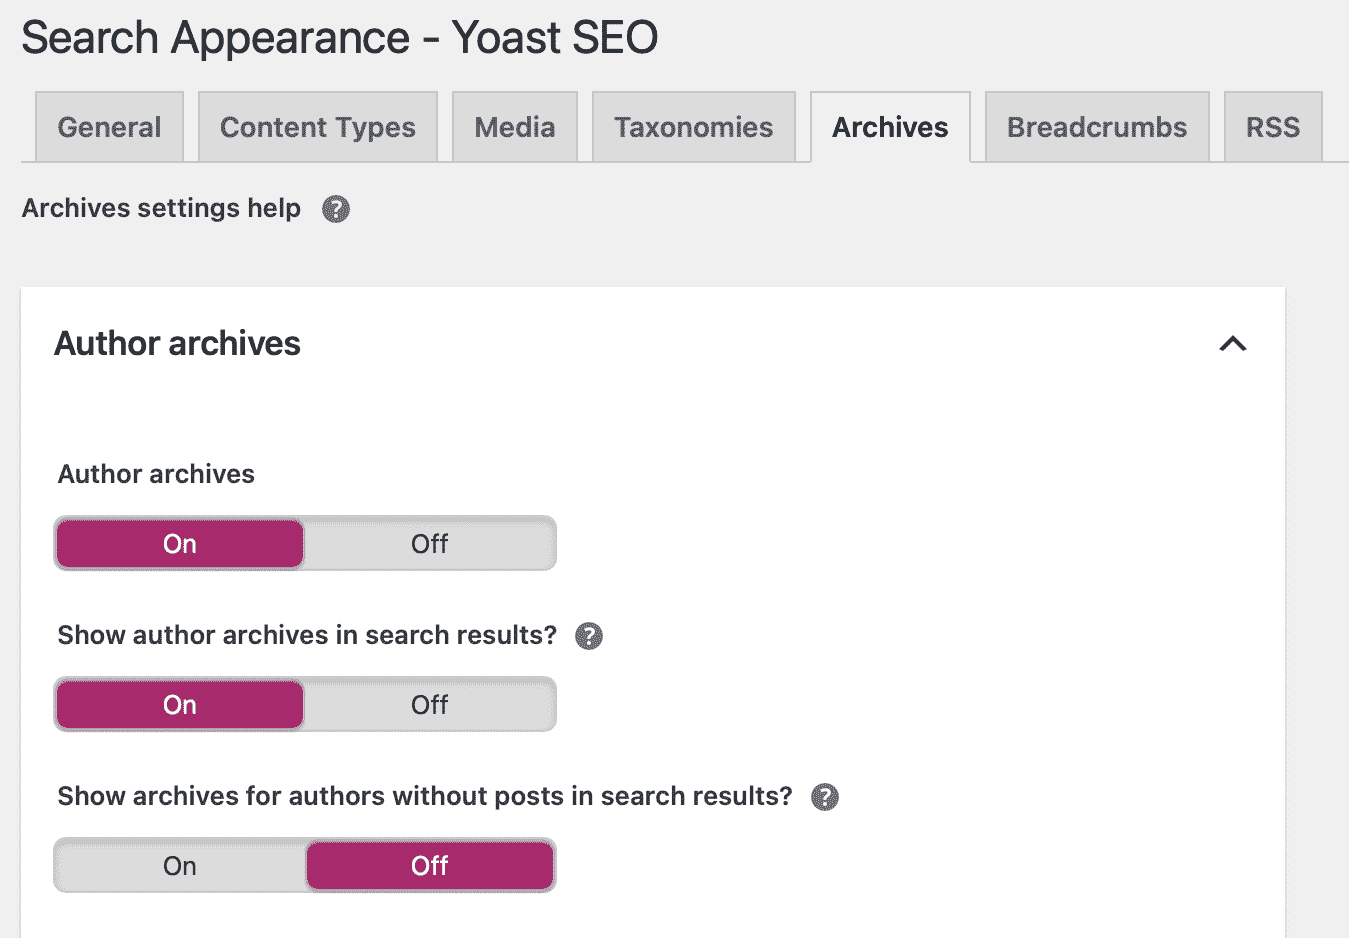 Search Appearance - Yoast SEO
General Content Types Media Taxonomies Archives Breadcrumbs RSS
Archives settings help ?
Author archives
Author archives
On Off
Show author archives in search results? ?
On Off
Show archives for authors without posts in search results? ?
On Off